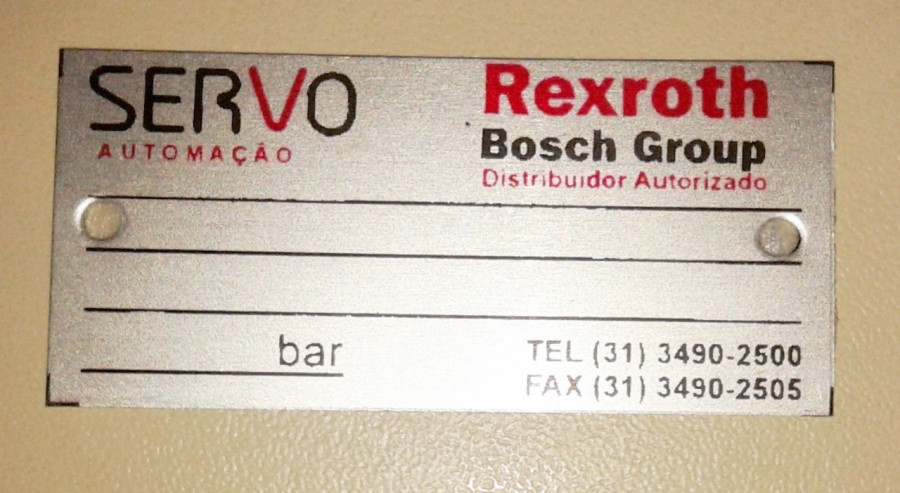 SERVO
AUTOMAÇÃO
Rexroth
Bosch Group
Distribuidor Autorizado
bar
TEL (31) 3490-2500
FAX (31) 3490-2505